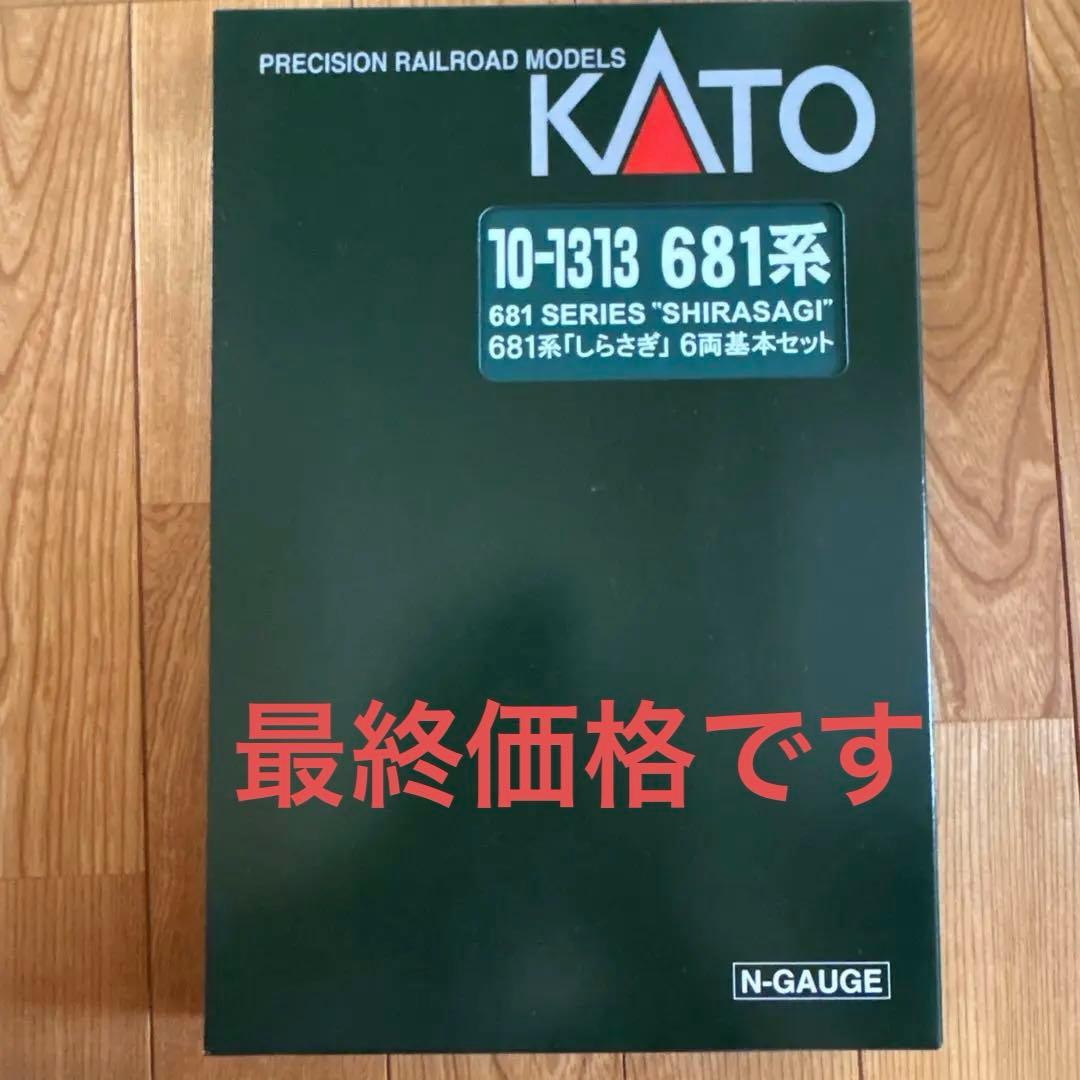 PRECISION RAILROAD MODELS
KATO
10-1313 681系
681 SERIES "SHIRASAGI"
681系「しらさぎ」 6両基本セット
最終価格です
N-GAUGE